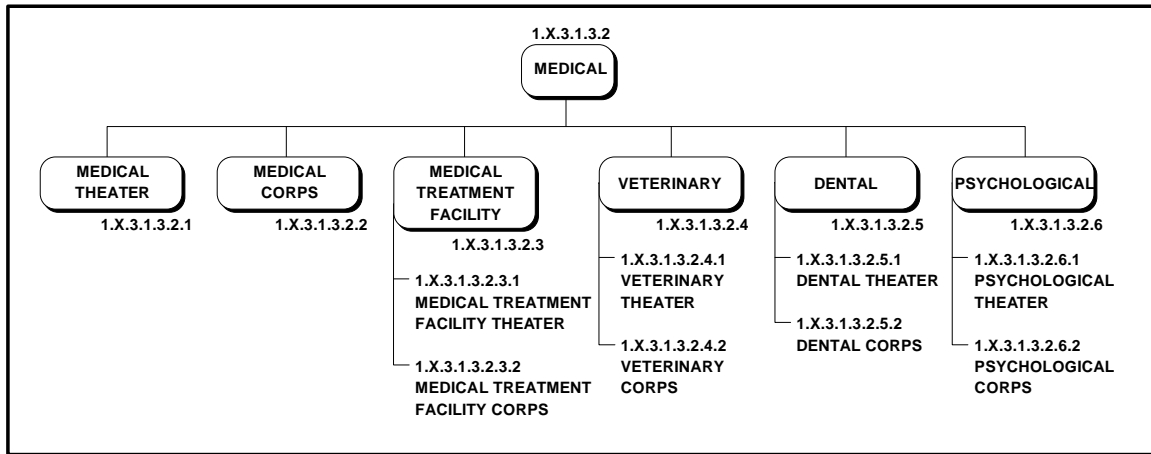 1.X.3.1.3.2
MEDICAL
MEDICAL
THEATER
1.X.3.1.3.2.1
MEDICAL
CORPS
1.X.3.1.3.2.2
MEDICAL
TREATMENT
FACILITY
1.X.3.1.3.2.3
1.X.3.1.3.2.3.1
MEDICAL TREATMENT
FACILITY THEATER
1.X.3.1.3.2.3.2
MEDICAL TREATMENT
FACILITY CORPS
VETERINARY
1.X.3.1.3.2.4
1.X.3.1.3.2.4.1
VETERINARY
THEATER
1.X.3.1.3.2.4.2
VETERINARY
CORPS
DENTAL
1.X.3.1.3.2.5
1.X.3.1.3.2.5.1
DENTAL THEATER
1.X.3.1.3.2.5.2
DENTAL CORPS
PSYCHOLOGICAL
1.X.3.1.3.2.6
1.X.3.1.3.2.6.1
PSYCHOLOGICAL
THEATER
1.X.3.1.3.2.6.2
PSYCHOLOGICAL
CORPS